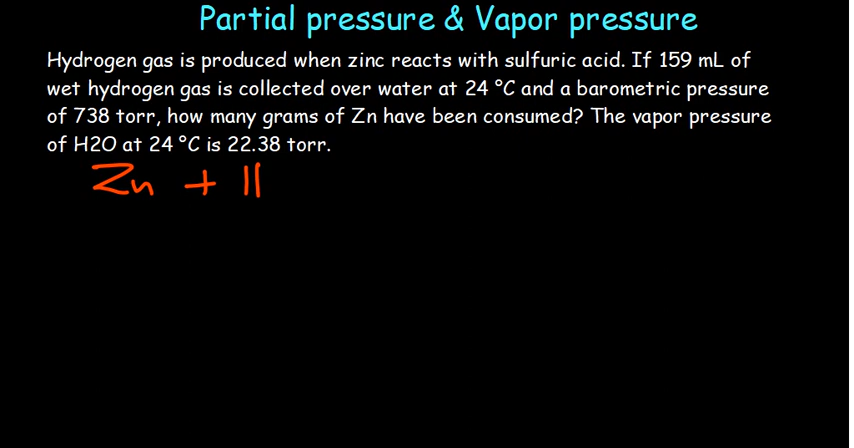 Partial pressure & Vapor pressure
Hydrogen gas is produced when zinc reacts with sulfuric acid. If 159 mL of
wet hydrogen gas is collected over water at 24 °C and a barometric pressure
of 738 torr, how many grams of Zn have been consumed? The vapor pressure
of H2O at 24 °C is 22.38 torr.
Zn + ||